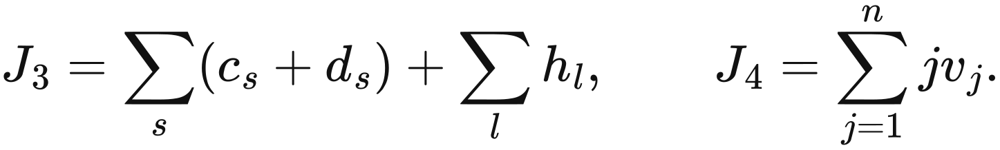 $J_3 = \sum_{s} (c_s + d_s) + \sum_{l} h_l, \qquad J_4 = \sum_{j=1}^{n} j v_j.$